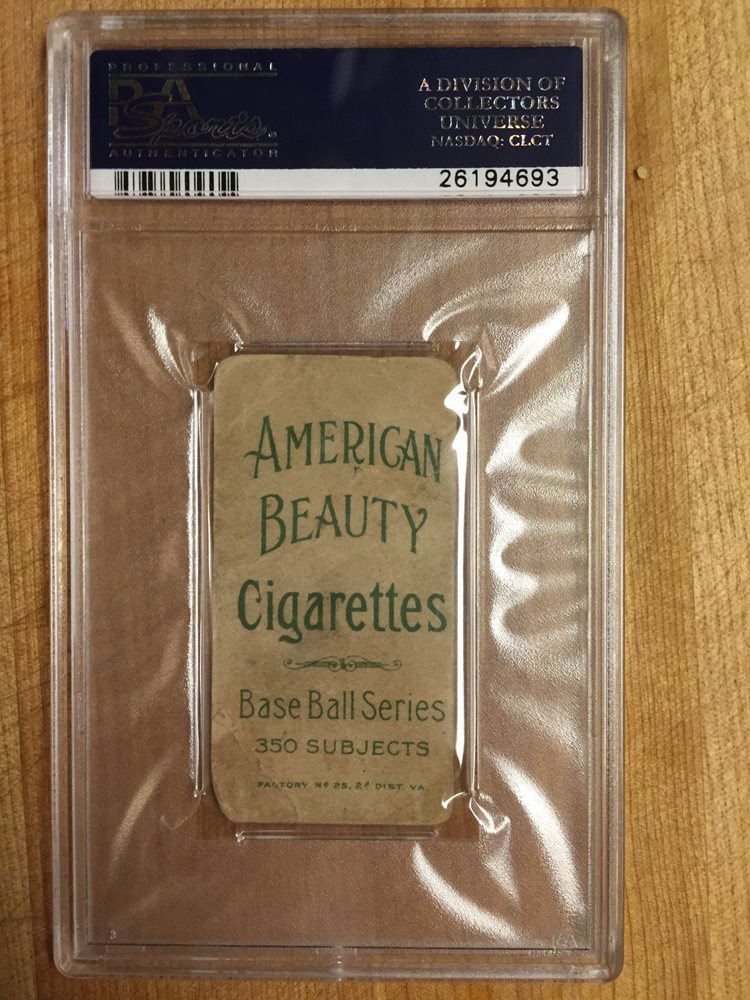 PROFESSIONAL
PSA
Sports.
AUTHENTICATOR
A DIVISION OF
COLLECTORS
UNIVERSE
NASDAQ: CLCT
26194693
AMERICAN
BEAUTY
Cigarettes
Base Ball Series
350 SUBJECTS
FACTORY Nº 25, 2d DIST. VA.